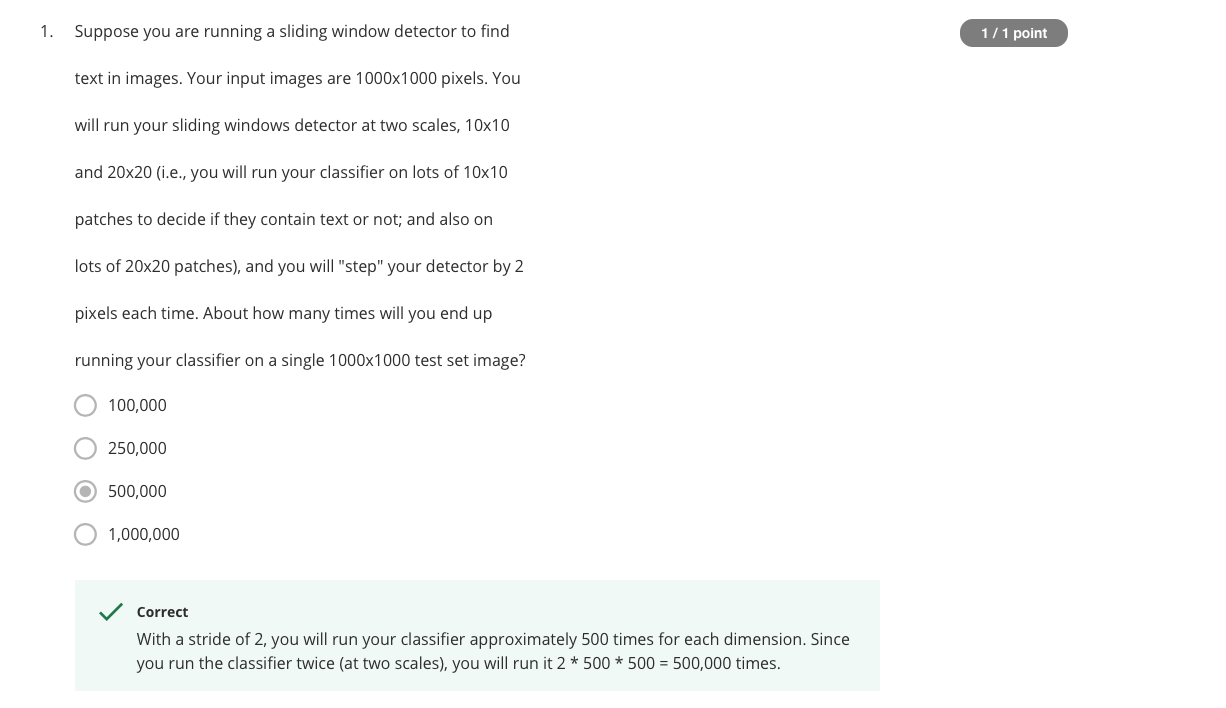 1. Suppose you are running a sliding window detector to find
1 / 1 point
text in images. Your input images are 1000x1000 pixels. You
will run your sliding windows detector at two scales, 10x10
and 20x20 (i.e., you will run your classifier on lots of 10x10
patches to decide if they contain text or not; and also on
lots of 20x20 patches), and you will "step" your detector by 2
pixels each time. About how many times will you end up
running your classifier on a single 1000x1000 test set image?
100,000
250,000
500,000
1,000,000
Correct
With a stride of 2, you will run your classifier approximately 500 times for each dimension. Since
you run the classifier twice (at two scales), you will run it 2 * 500 * 500 = 500,000 times.